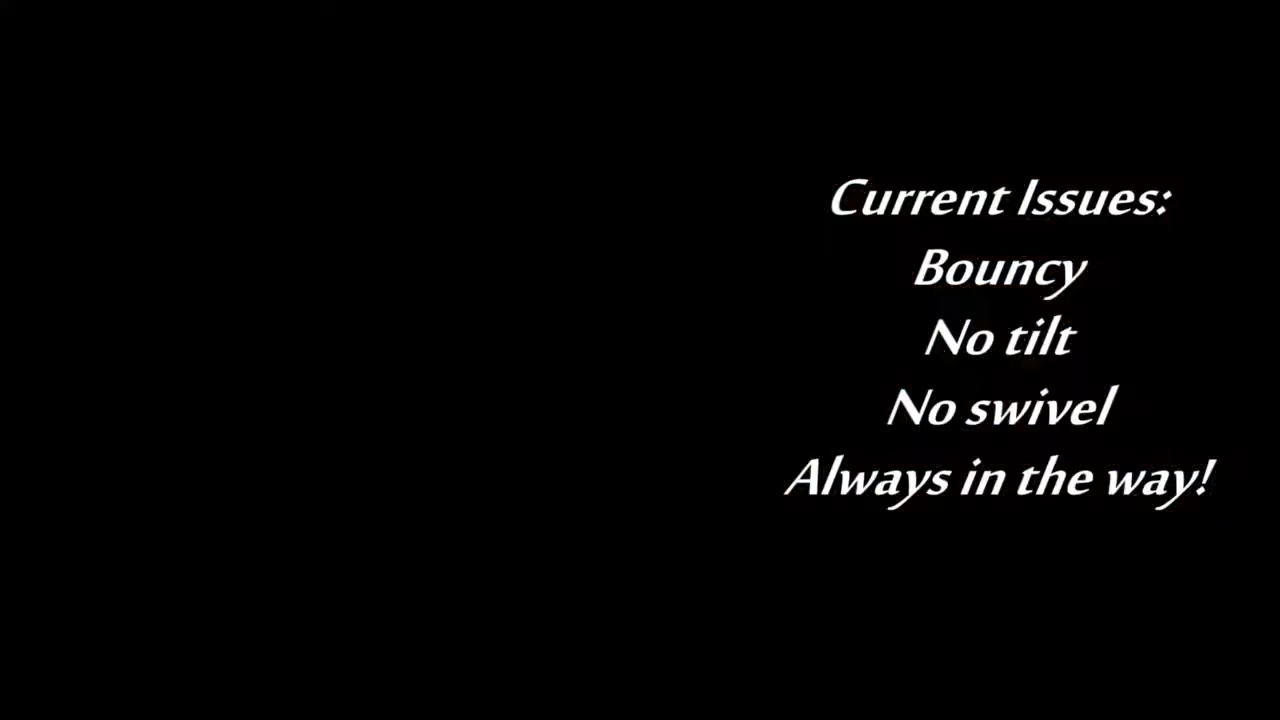 Current Issues:
Bouncy
No tilt
No swivel
Always in the way!